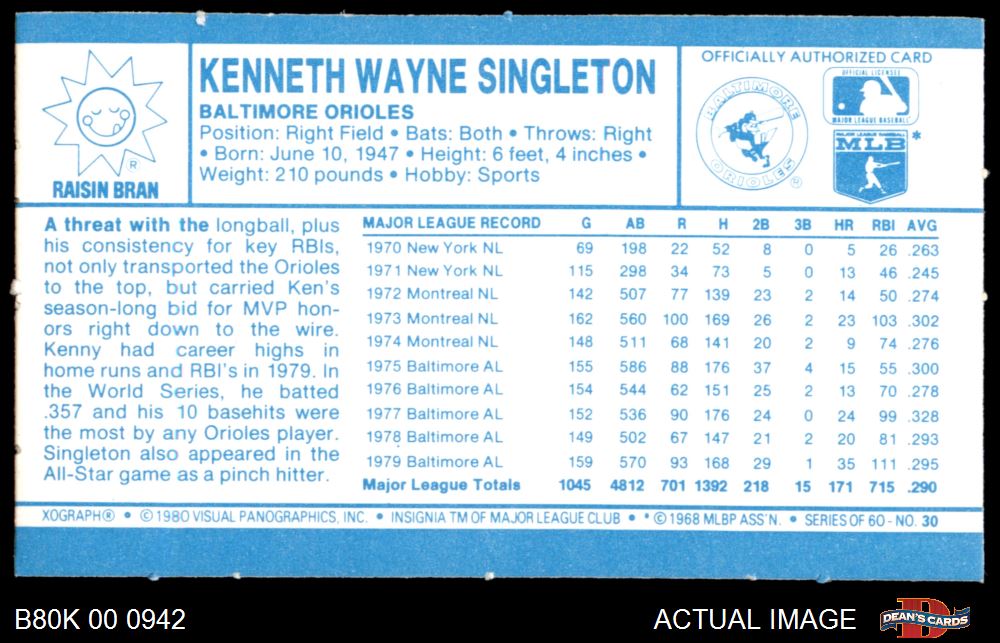 RAISIN BRAN
®
KENNETH WAYNE SINGLETON
BALTIMORE ORIOLES
Position: Right Field • Bats: Both • Throws: Right
• Born: June 10, 1947 • Height: 6 feet, 4 inches •
Weight: 210 pounds • Hobby: Sports
OFFICIALLY AUTHORIZED CARD
BALTIMORE
ORIOLES
®
OFFICIAL LICENSEE
MAJOR LEAGUE BASEBALL
MAJOR LEAGUE BASEBALL
MLB *
A threat with the longball, plus
his consistency for key RBIs,
not only transported the Orioles
to the top, but carried Ken's
season-long bid for MVP hon-
ors right down to the wire.
Kenny had career highs in
home runs and RBI's in 1979. In
the World Series, he batted
.357 and his 10 basehits were
the most by any Orioles player.
Singleton also appeared in the
All-Star game as a pinch hitter.
MAJOR LEAGUE RECORD G AB R H 2B 3B HR RBI AVG
1970 New York NL 69 198 22 52 8 0 5 26 .263
1971 New York NL 115 298 34 73 5 0 13 46 .245
1972 Montreal NL 142 507 77 139 23 2 14 50 .274
1973 Montreal NL 162 560 100 169 26 2 23 103 .302
1974 Montreal NL 148 511 68 141 20 2 9 74 .276
1975 Baltimore AL 155 586 88 176 37 4 15 55 .300
1976 Baltimore AL 154 544 62 151 25 2 13 70 .278
1977 Baltimore AL 152 536 90 176 24 0 24 99 .328
1978 Baltimore AL 149 502 67 147 21 2 20 81 .293
1979 Baltimore AL 159 570 93 168 29 1 35 111 .295
Major League Totals 1045 4812 701 1392 218 15 171 715 .290
XOGRAPH® • ©1980 VISUAL PANOGRAPHICS, INC. • INSIGNIA TM OF MAJOR LEAGUE CLUB • * ©1968 MLBP ASS'N. • SERIES OF 60 - NO. 30
B80K 00 0942
ACTUAL IMAGE
D
DEAN'S CARDS